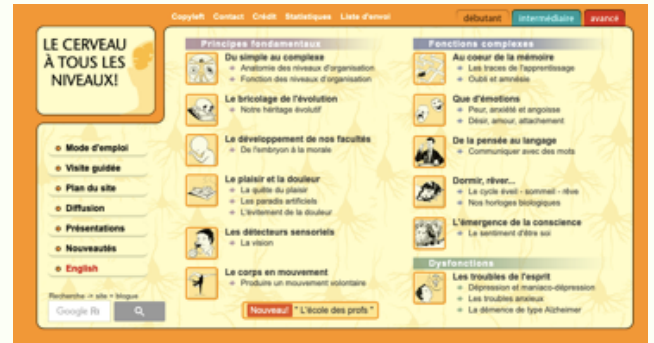 Copyleft Contact Crédit Statistiques Liste d'envoi
débutant intermédiaire avancé
LE CERVEAU
À TOUS LES
NIVEAUX!
Mode d'emploi
Visite guidée
Plan du site
Diffusion
Présentations
Nouveautés
English
Recherche -> site + blogue
Google Re
Principes fondamentaux
Du simple au complexe
Anatomie des niveaux d'organisation
Fonction des niveaux d'organisation
Le bricolage de l'évolution
Notre héritage évolutif
Le développement de nos facultés
De l'embryon à la morale
Le plaisir et la douleur
La quête du plaisir
Les paradis artificiels
L'évitement de la douleur
Les détecteurs sensoriels
La vision
Le corps en mouvement
Produire un mouvement volontaire
Fonctions complexes
Au coeur de la mémoire
Les traces de l'apprentissage
Oubli et amnésie
Que d'émotions
Peur, anxiété et angoisse
Désir, amour, attachement
De la pensée au langage
Communiquer avec des mots
Dormir, rêver...
Le cycle éveil - sommeil - rêve
Nos horloges biologiques
L'émergence de la conscience
Le sentiment d'être soi
Dysfonctions
Les troubles de l'esprit
Dépression et maniaco-dépression
Les troubles anxieux
La démence de type Alzheimer
Nouveau! " L'école des profs "